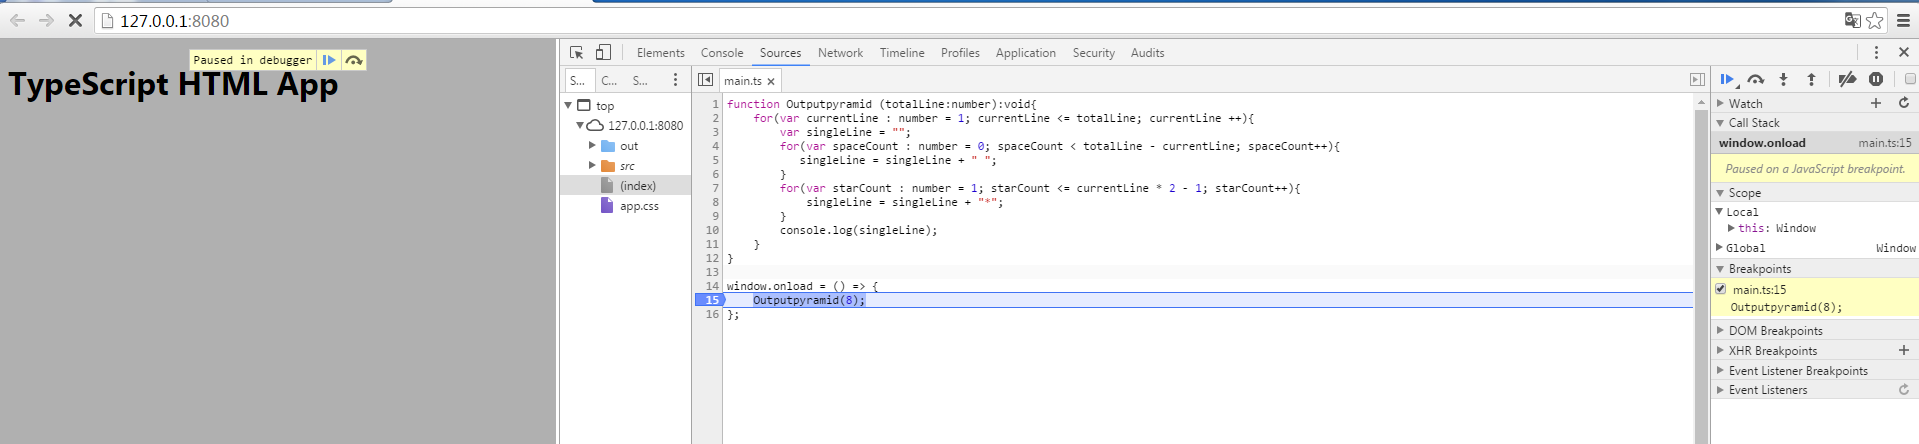 127.0.0.1:8080
Paused in debugger
TypeScript HTML App
Elements Console Sources Network Timeline Profiles Application Security Audits
S... C... S...
top
127.0.0.1:8080
out
src
(index)
app.css
main.ts ×
1 function Outputpyramid (totalLine:number):void{
2 for(var currentLine : number = 1; currentLine <= totalLine; currentLine ++){
3 var singleLine = "";
4 for(var spaceCount : number = 0; spaceCount < totalLine - currentLine; spaceCount++){
5 singleLine = singleLine + " ";
6 }
7 for(var starCount : number = 1; starCount <= currentLine * 2 - 1; starCount++){
8 singleLine = singleLine + "*";
9 }
10 console.log(singleLine);
11 }
12 }
13
14 window.onload = () => {
15 Outputpyramid(8);
16 };
Watch
Call Stack
window.onload main.ts:15
Paused on a JavaScript breakpoint.
Scope
Local
this: Window
Global Window
Breakpoints
main.ts:15
Outputpyramid(8);
DOM Breakpoints
XHR Breakpoints
Event Listener Breakpoints
Event Listeners